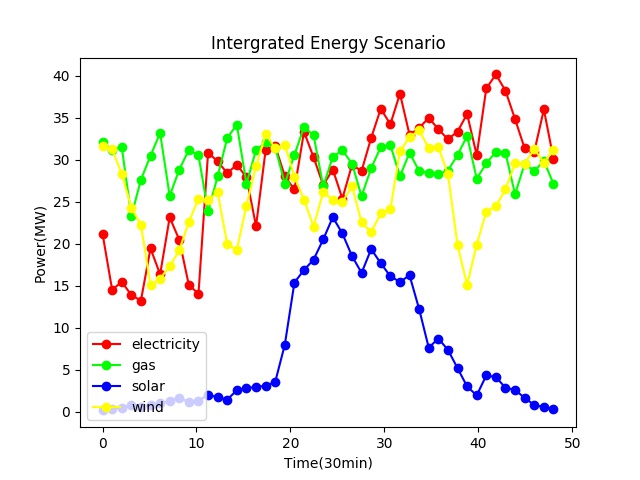 Intergrated Energy Scenario
Power(MW)
40
35
30
25
20
15
10
5
0
electricity
gas
solar
wind
0 10 20 30 40 50
Time(30min)